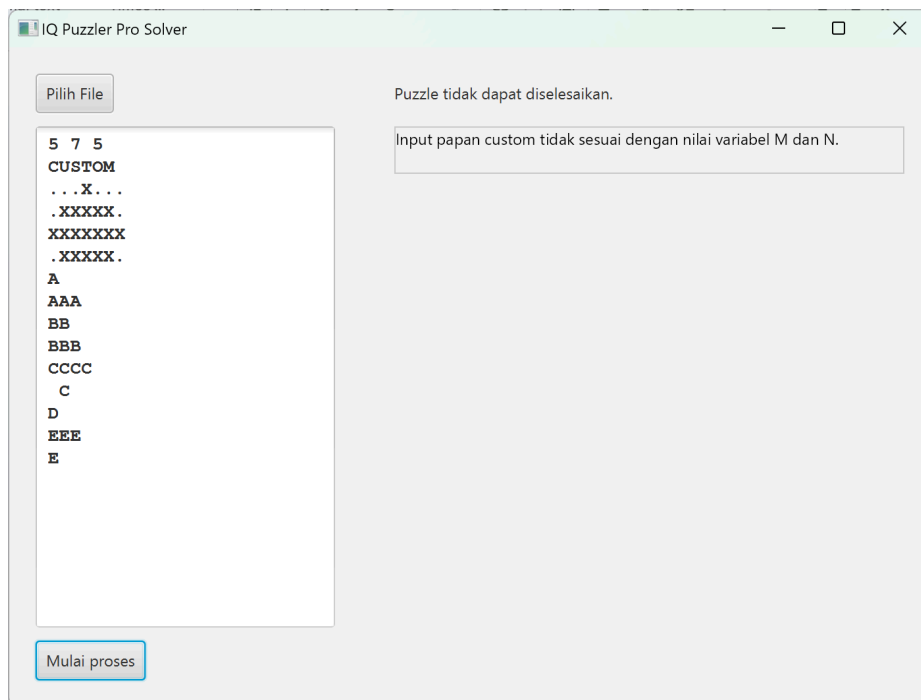 IQ Puzzler Pro Solver
Pilih File
5 7 5
CUSTOM
...X...
.XXXXX.
XXXXXXX
.XXXXX.
A
AAA
BB
BBB
CCCC
 C
D
EEE
E
Mulai proses
Puzzle tidak dapat diselesaikan.
Input papan custom tidak sesuai dengan nilai variabel M dan N.